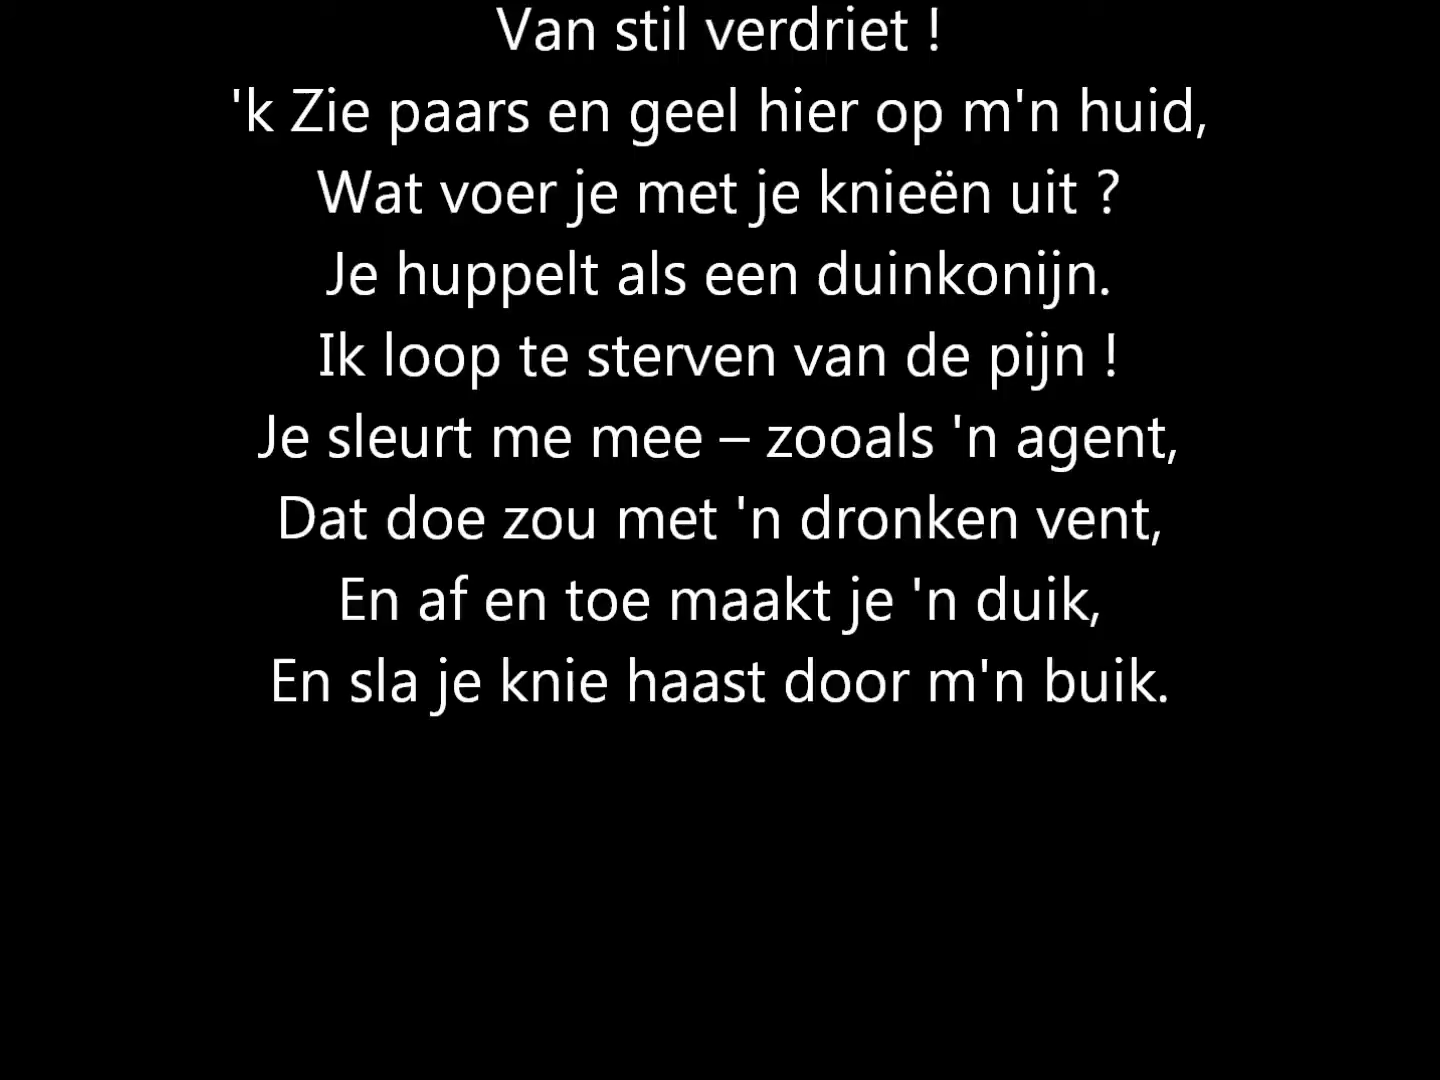 Van stil verdriet !
'k Zie paars en geel hier op m'n huid,
Wat voer je met je knieën uit ?
Je huppelt als een duinkonijn.
Ik loop te sterven van de pijn !
Je sleurt me mee – zooals 'n agent,
Dat doe zou met 'n dronken vent,
En af en toe maakt je 'n duik,
En sla je knie haast door m'n buik.